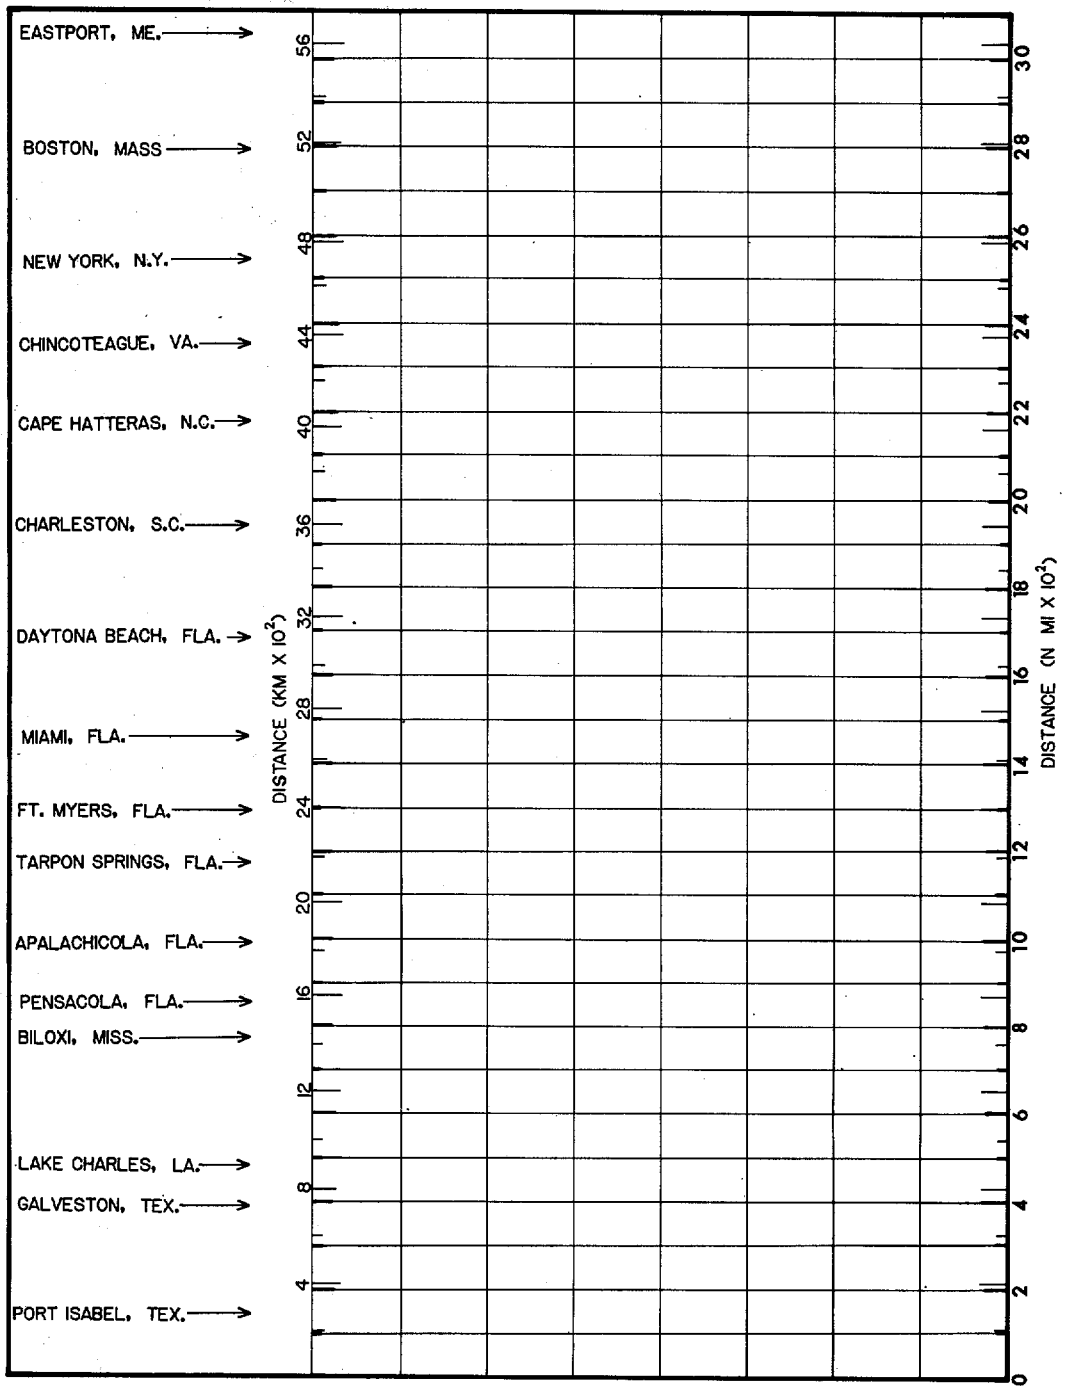 EASTPORT, ME.
BOSTON, MASS
NEW YORK, N.Y.
CHINCOTEAGUE, VA.
CAPE HATTERAS, N.C.
CHARLESTON, S.C.
DAYTONA BEACH, FLA.
MIAMI, FLA.
FT. MYERS, FLA.
TARPON SPRINGS, FLA.
APALACHICOLA, FLA.
PENSACOLA, FLA.
BILOXI, MISS.
LAKE CHARLES, LA.
GALVESTON, TEX.
PORT ISABEL, TEX.
DISTANCE (KM X 10²)
56
52
48
44
40
36
32
28
24
20
16
12
8
4
30
28
26
24
22
20
18
16
14
12
10
8
6
4
2
0
DISTANCE (N MI X 10²)